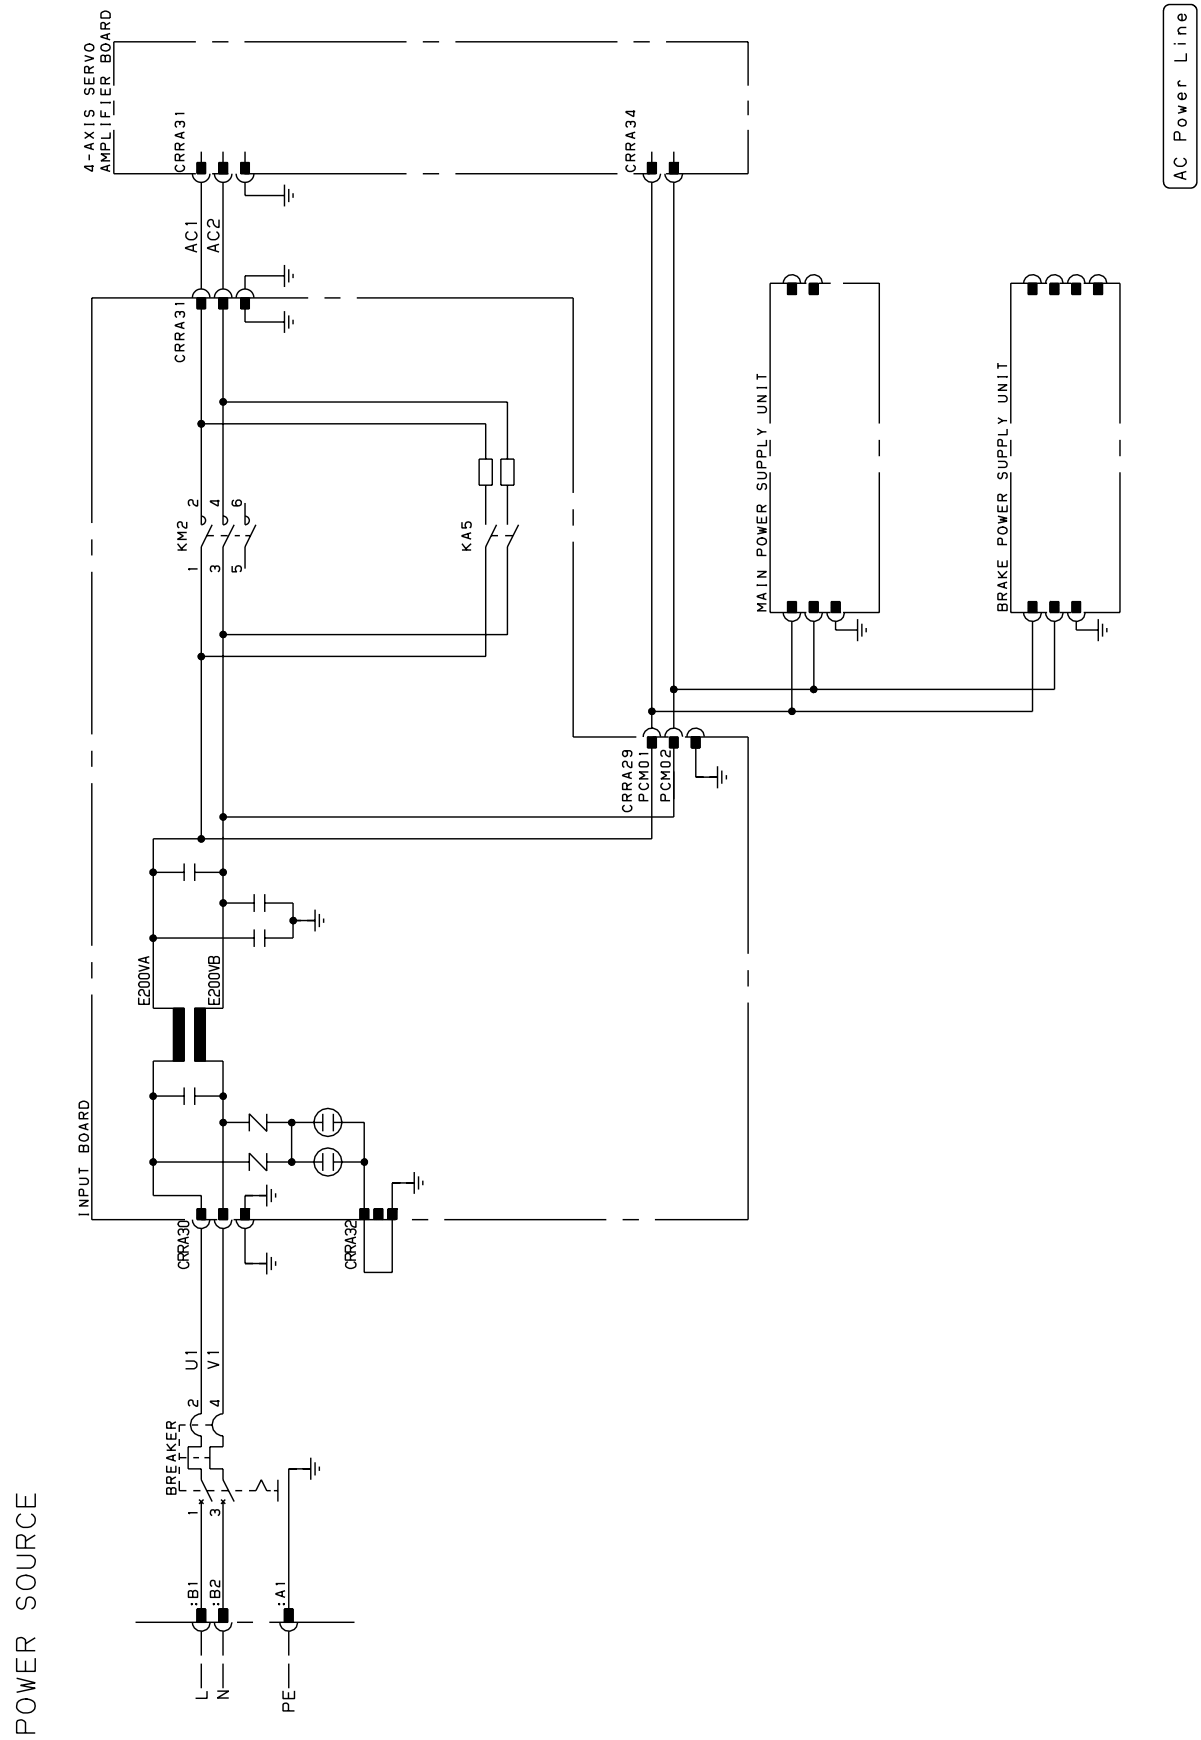 POWER SOURCE
L
N
PE
:B1
:B2
:A1
BREAKER
1
3
2
4
U1
V1
CRRA30
CRRA32
INPUT BOARD
E200VA
E200VB
KM2
1
3
5
2
4
6
KA5
CRRA31
CRRA29
PCM01
PCM02
AC1
AC2
4-AXIS SERVO
AMPLIFIER BOARD
CRRA31
CRRA34
MAIN POWER SUPPLY UNIT
BRAKE POWER SUPPLY UNIT
AC Power Line